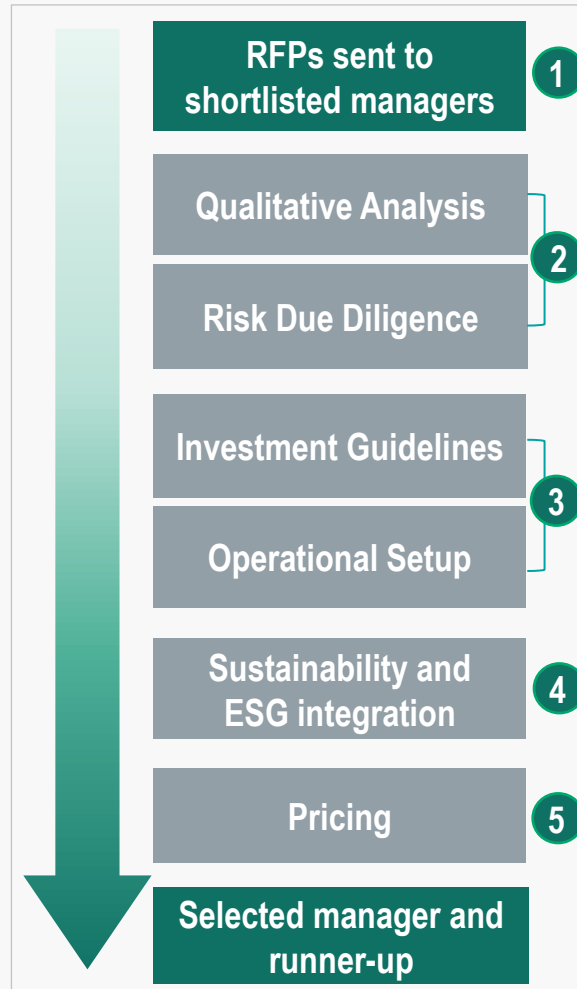 RFPs sent to
shortlisted managers
1
Qualitative Analysis
2
Risk Due Diligence
Investment Guidelines
3
Operational Setup
Sustainability and
ESG integration
4
Pricing
5
Selected manager and
runner-up